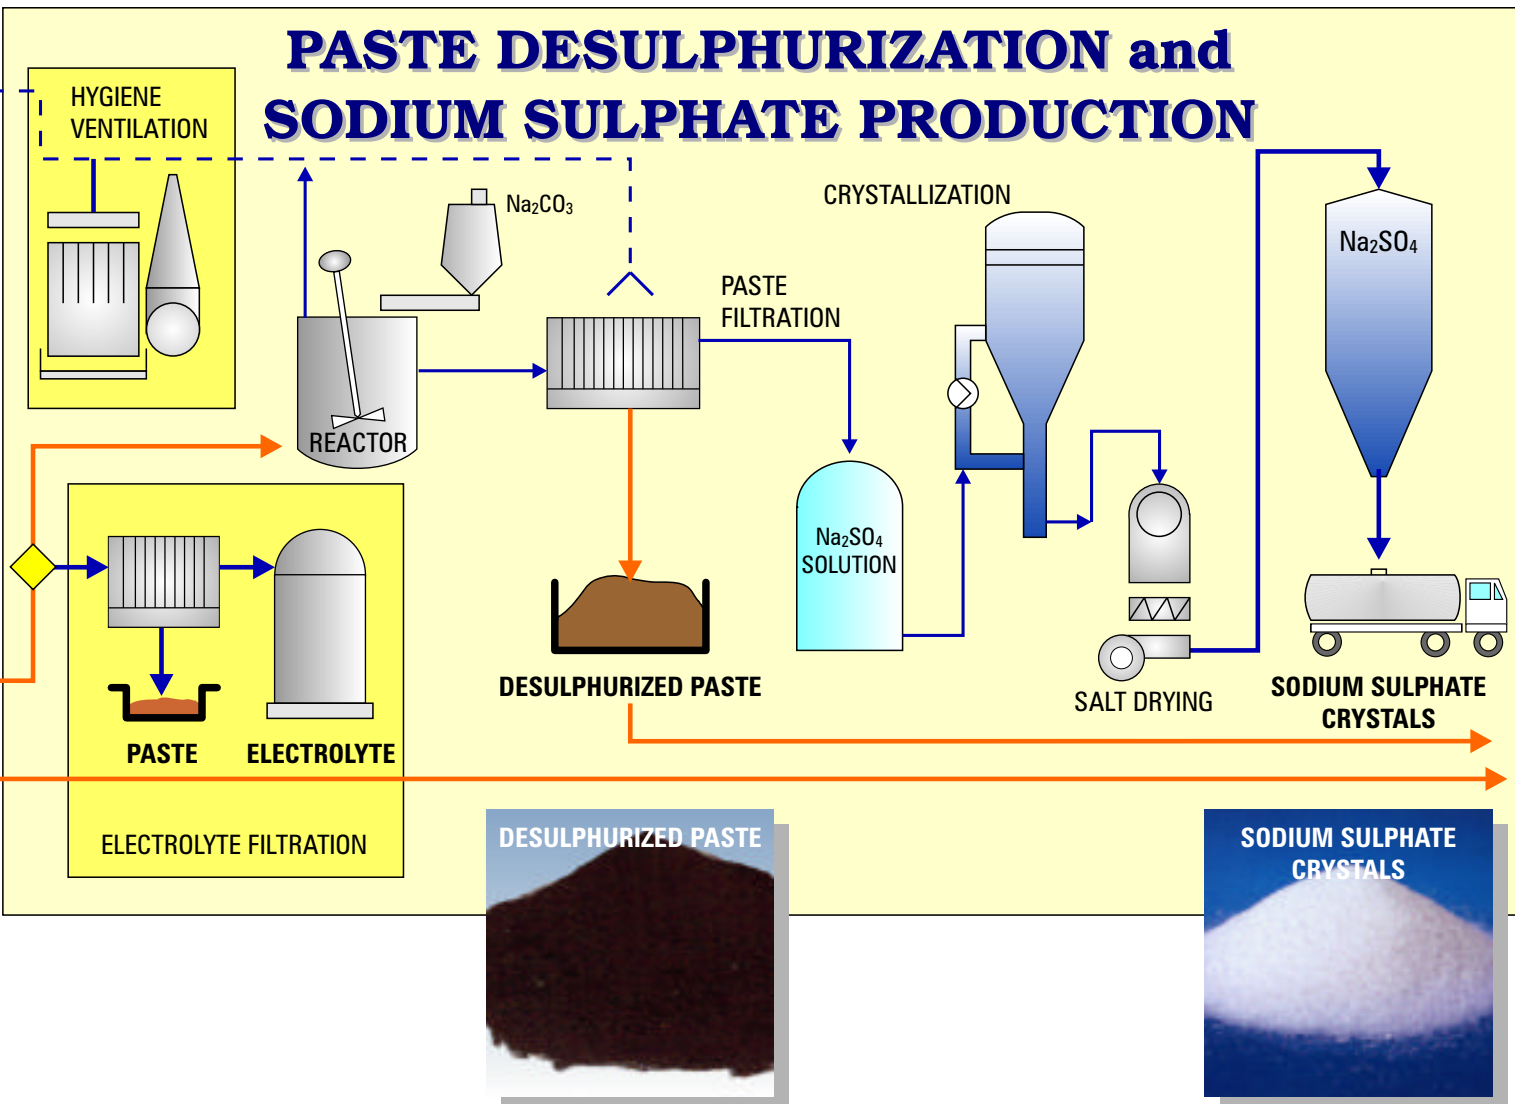 PASTE DESULPHURIZATION and
SODIUM SULPHATE PRODUCTION
HYGIENE
VENTILATION
Na₂CO₃
CRYSTALLIZATION
Na₂SO₄
PASTE
FILTRATION
REACTOR
Na₂SO₄
SOLUTION
DESULPHURIZED PASTE
SALT DRYING
SODIUM SULPHATE
CRYSTALS
PASTE
ELECTROLYTE
ELECTROLYTE FILTRATION
DESULPHURIZED PASTE
SODIUM SULPHATE
CRYSTALS